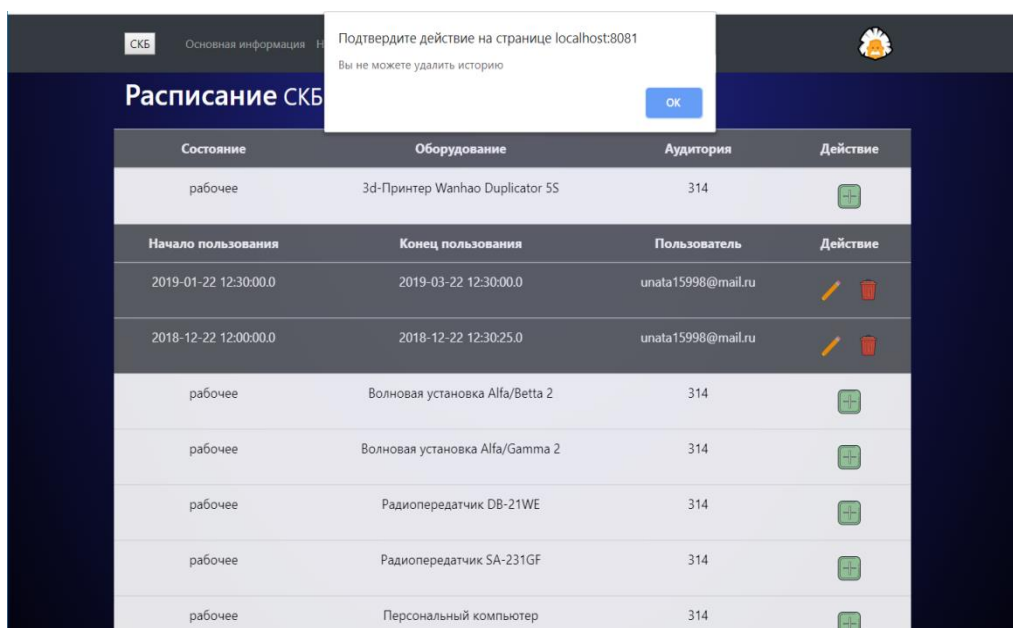 Подтвердите действие на странице localhost:8081
Вы не можете удалить историю
ОК
СКБ Основная информация
Расписание СКБ
Состояние Оборудование Аудитория Действие
рабочее 3d-Принтер Wanhao Duplicator 5S 314
Начало пользования Конец пользования Пользователь Действие
2019-01-22 12:30:00.0 2019-03-22 12:30:00.0 unata15998@mail.ru
2018-12-22 12:00:00.0 2018-12-22 12:30:25.0 unata15998@mail.ru
рабочее Волновая установка Alfa/Betta 2 314
рабочее Волновая установка Alfa/Gamma 2 314
рабочее Радиопередатчик DB-21WE 314
рабочее Радиопередатчик SA-231GF 314
рабочее Персональный компьютер 314